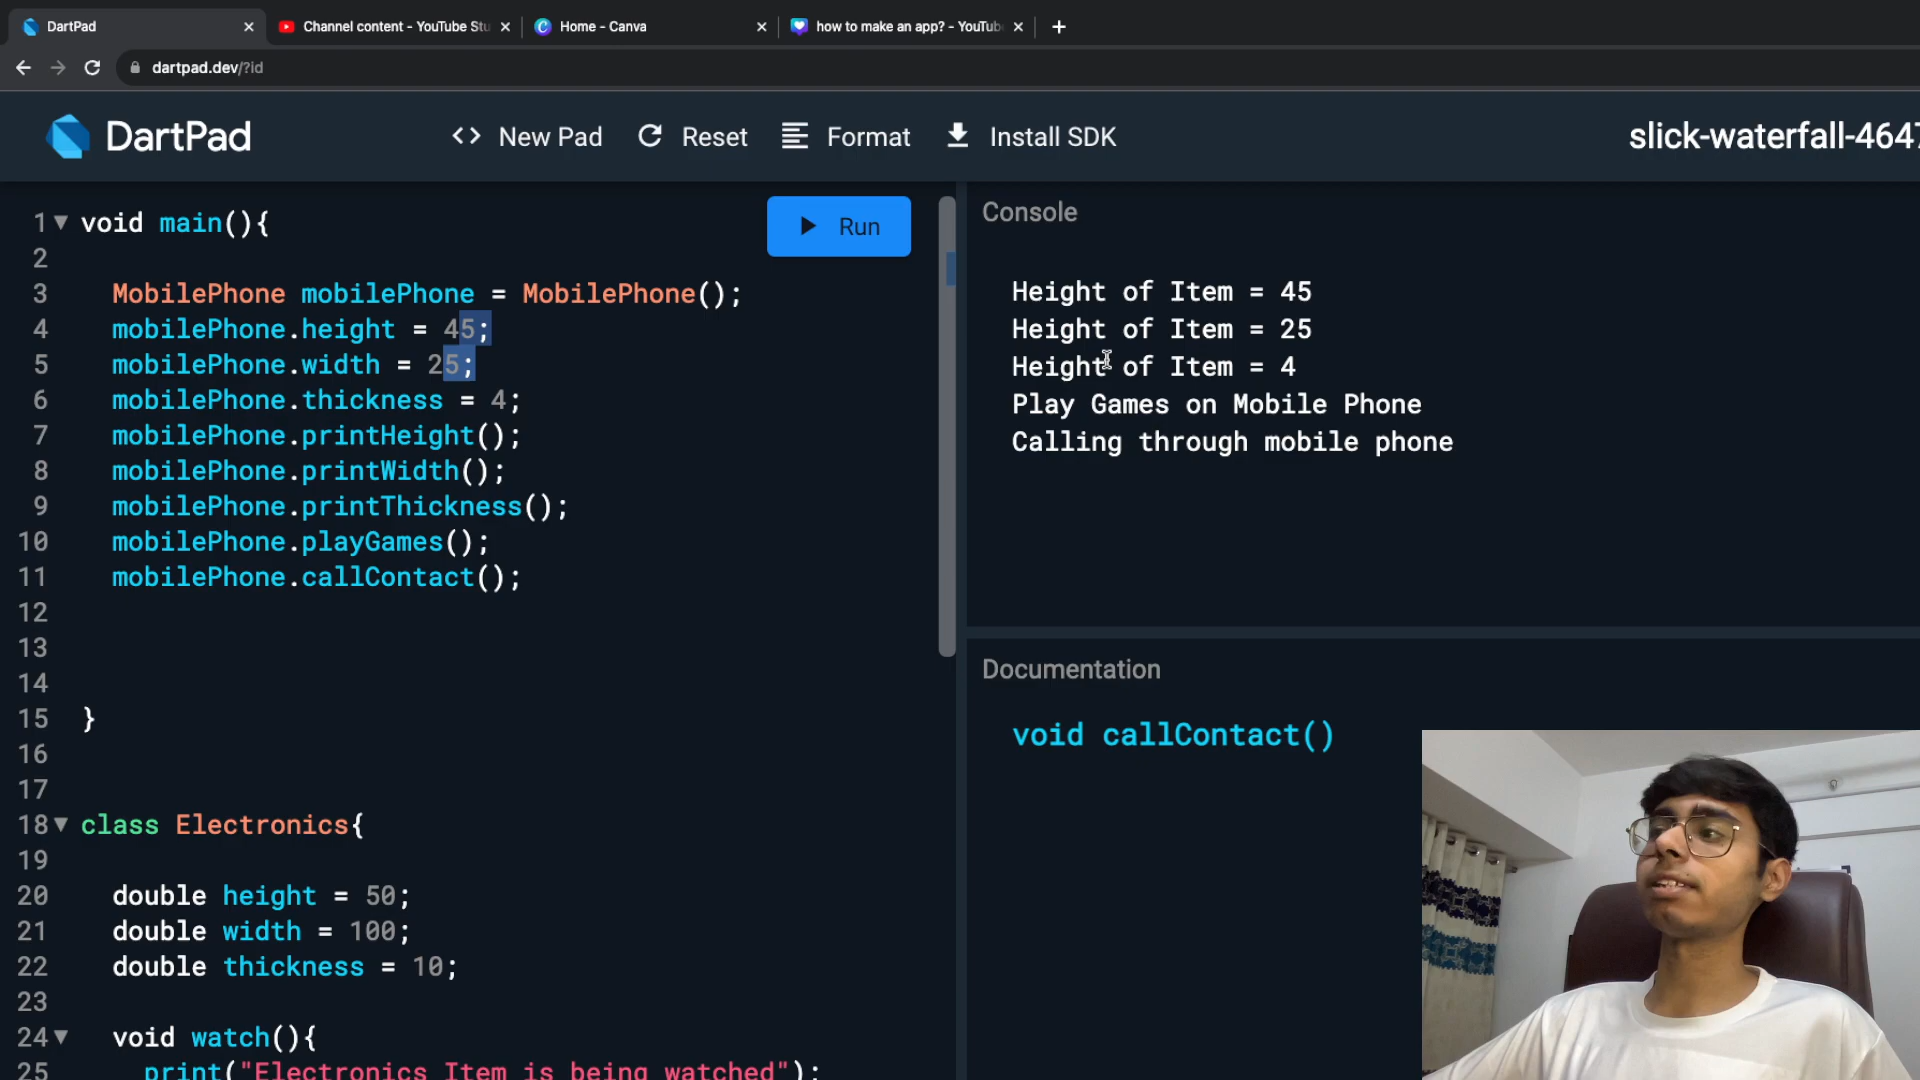 DartPad
Channel content - YouTube Stu
Home - Canva
how to make an app? - YouTub
dartpad.dev/?id
DartPad
<> New Pad
Reset
Format
Install SDK
slick-waterfall-4647
Run
1 void main(){
2
3 MobilePhone mobilePhone = MobilePhone();
4 mobilePhone.height = 45;
5 mobilePhone.width = 25;
6 mobilePhone.thickness = 4;
7 mobilePhone.printHeight();
8 mobilePhone.printWidth();
9 mobilePhone.printThickness();
10 mobilePhone.playGames();
11 mobilePhone.callContact();
12
13
14
15 }
16
17
18 class Electronics{
19
20 double height = 50;
21 double width = 100;
22 double thickness = 10;
23
24 void watch(){
25 print("Electronics Item is being watched");
Console
Height of Item = 45
Height of Item = 25
Height of Item = 4
Play Games on Mobile Phone
Calling through mobile phone
Documentation
void callContact()